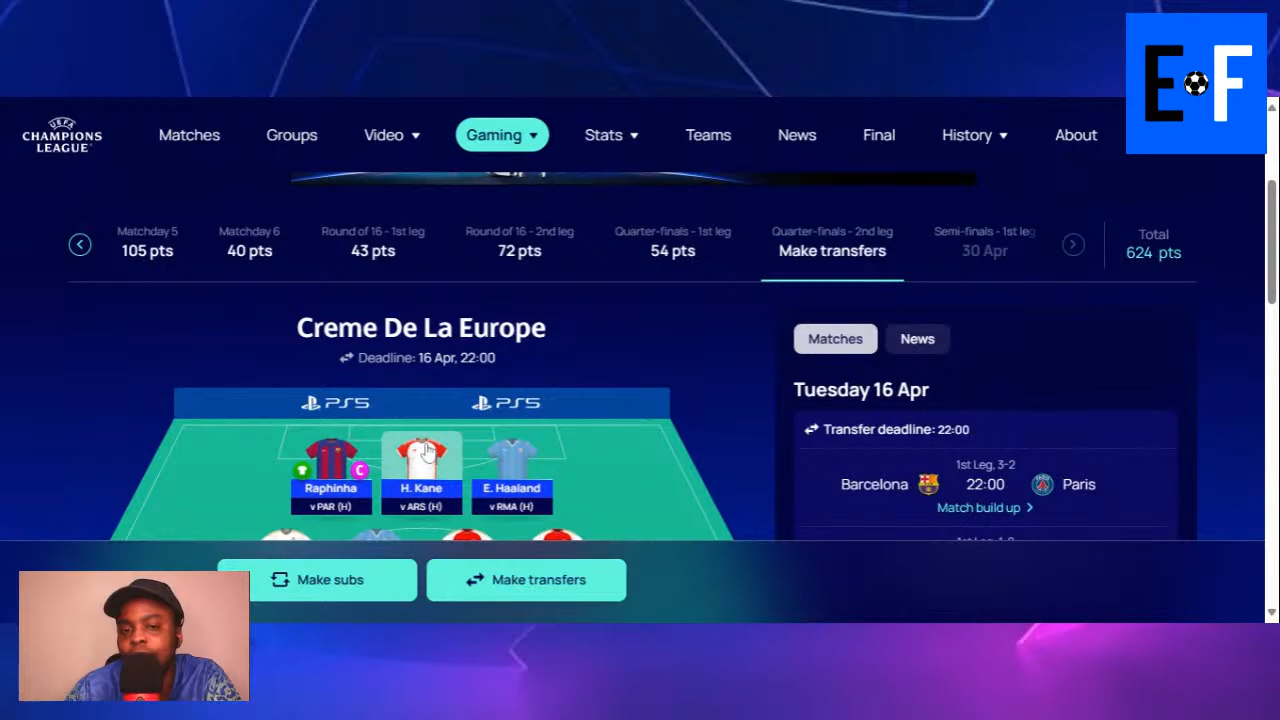 E F
UEFA
CHAMPIONS
LEAGUE
Matches
Groups
Video
Gaming
Stats
Teams
News
Final
History
About
Matchday 5
105 pts
Matchday 6
40 pts
Round of 16 - 1st leg
43 pts
Round of 16 - 2nd leg
72 pts
Quarter-finals - 1st leg
54 pts
Quarter-finals - 2nd leg
Make transfers
Semi-finals - 1st leg
30 Apr
Total
624 pts
Creme De La Europe
Deadline: 16 Apr, 22:00
PS5
PS5
C
Raphinha
v PAR (H)
H. Kane
v ARS (H)
E. Haaland
v RMA (H)
Make subs
Make transfers
Matches
News
Tuesday 16 Apr
Transfer deadline: 22:00
1st Leg, 3-2
Barcelona 22:00 Paris
Match build up